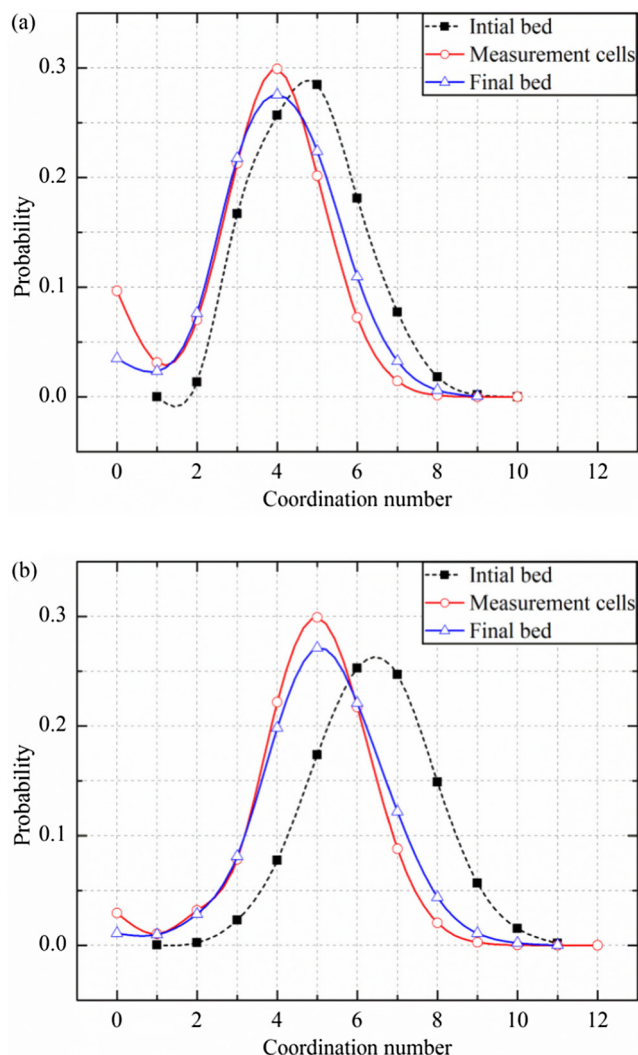 (a)
Intial bed
Measurement cells
Final bed
0.3
0.2
0.1
0.0
Probability
0 2 4 6 8 10 12
Coordination number
(b)
Intial bed
Measurement cells
Final bed
0.3
0.2
0.1
0.0
Probability
0 2 4 6 8 10 12
Coordination number